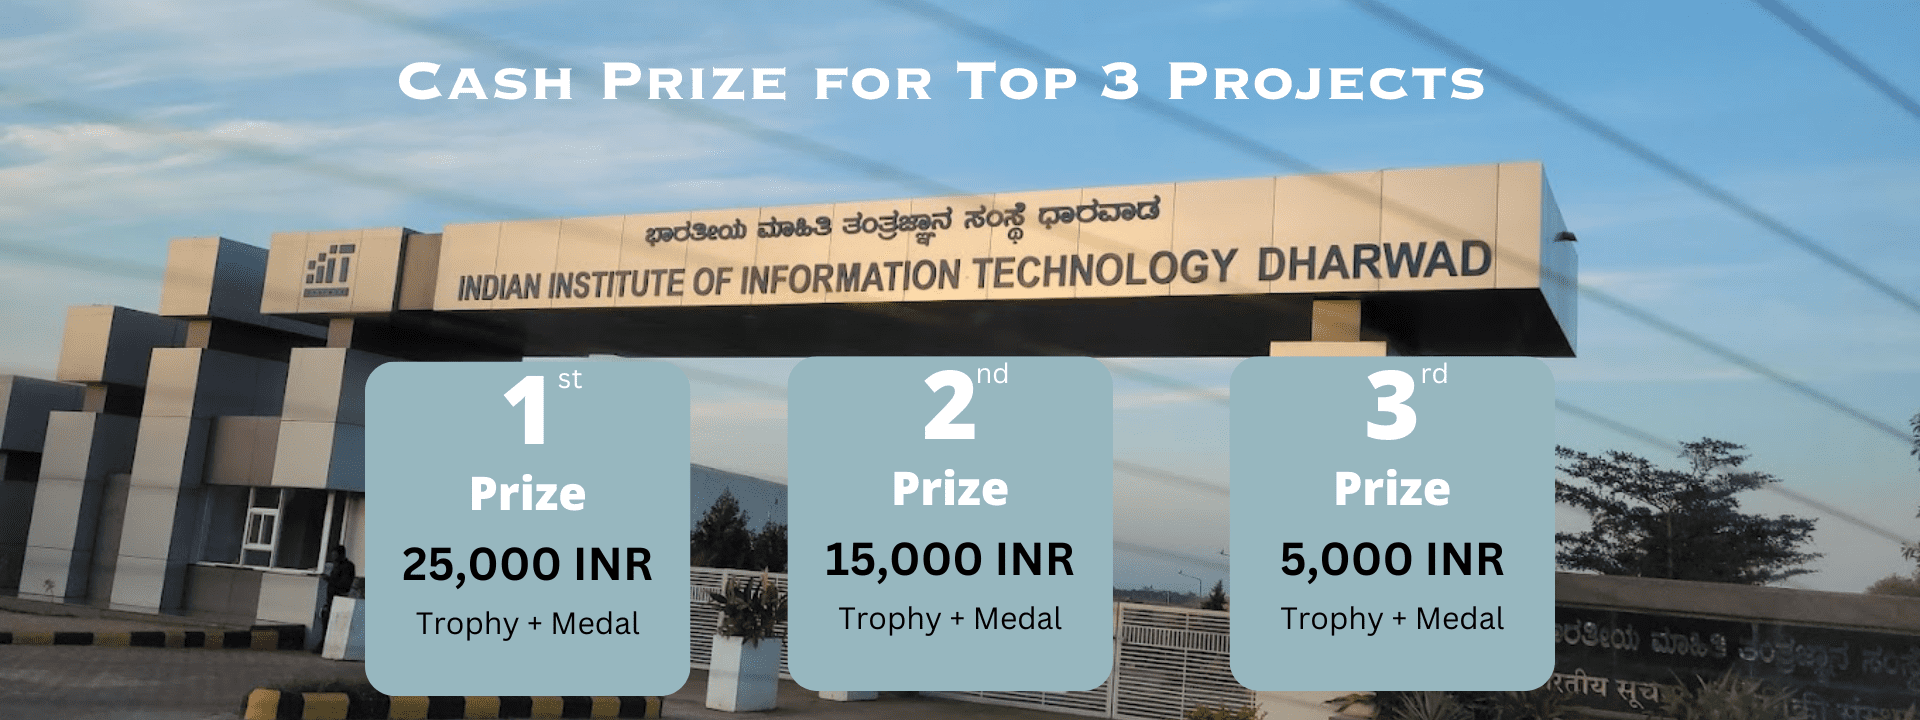 Cash Prize for Top 3 Projects
ಭಾರತೀಯ ಮಾಹಿತಿ ತಂತ್ರಜ್ಞಾನ ಸಂಸ್ಥೆ ಧಾರವಾಡ
INDIAN INSTITUTE OF INFORMATION TECHNOLOGY DHARWAD
1st
Prize
25,000 INR
Trophy + Medal
2nd
Prize
15,000 INR
Trophy + Medal
3rd
Prize
5,000 INR
Trophy + Medal
ಮಾಹಿತಿ ತಂತ್ರಜ್ಞಾನ
सूच